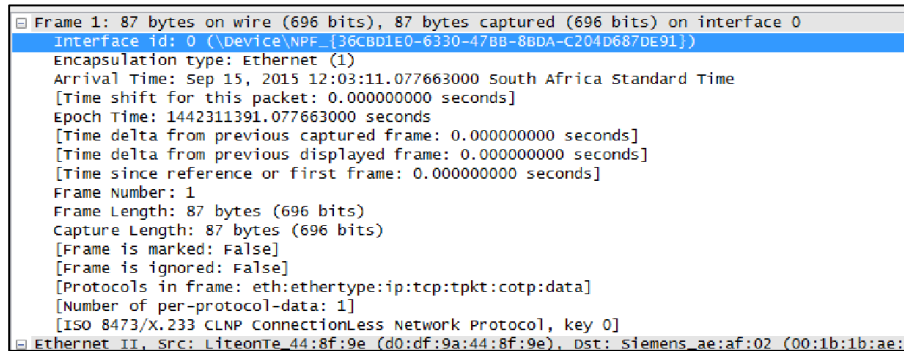 Frame 1: 87 bytes on wire (696 bits), 87 bytes captured (696 bits) on interface 0
Interface id: 0 (\Device\NPF_{36CBD1E0-6330-47BB-8BDA-C204D687DE91})
Encapsulation type: Ethernet (1)
Arrival Time: Sep 15, 2015 12:03:11.077663000 South Africa Standard Time
[Time shift for this packet: 0.000000000 seconds]
Epoch Time: 1442311391.077663000 seconds
[Time delta from previous captured frame: 0.000000000 seconds]
[Time delta from previous displayed frame: 0.000000000 seconds]
[Time since reference or first frame: 0.000000000 seconds]
Frame Number: 1
Frame Length: 87 bytes (696 bits)
Capture Length: 87 bytes (696 bits)
[Frame is marked: False]
[Frame is ignored: False]
[Protocols in frame: eth:ethertype:ip:tcp:tpkt:cotp:data]
[Number of per-protocol-data: 1]
[ISO 8473/X.233 CLNP ConnectionLess Network Protocol, key 0]
Ethernet II, Src: LiteonTe_44:8f:9e (d0:df:9a:44:8f:9e), Dst: Siemens_ae:af:02 (00:1b:1b:ae: